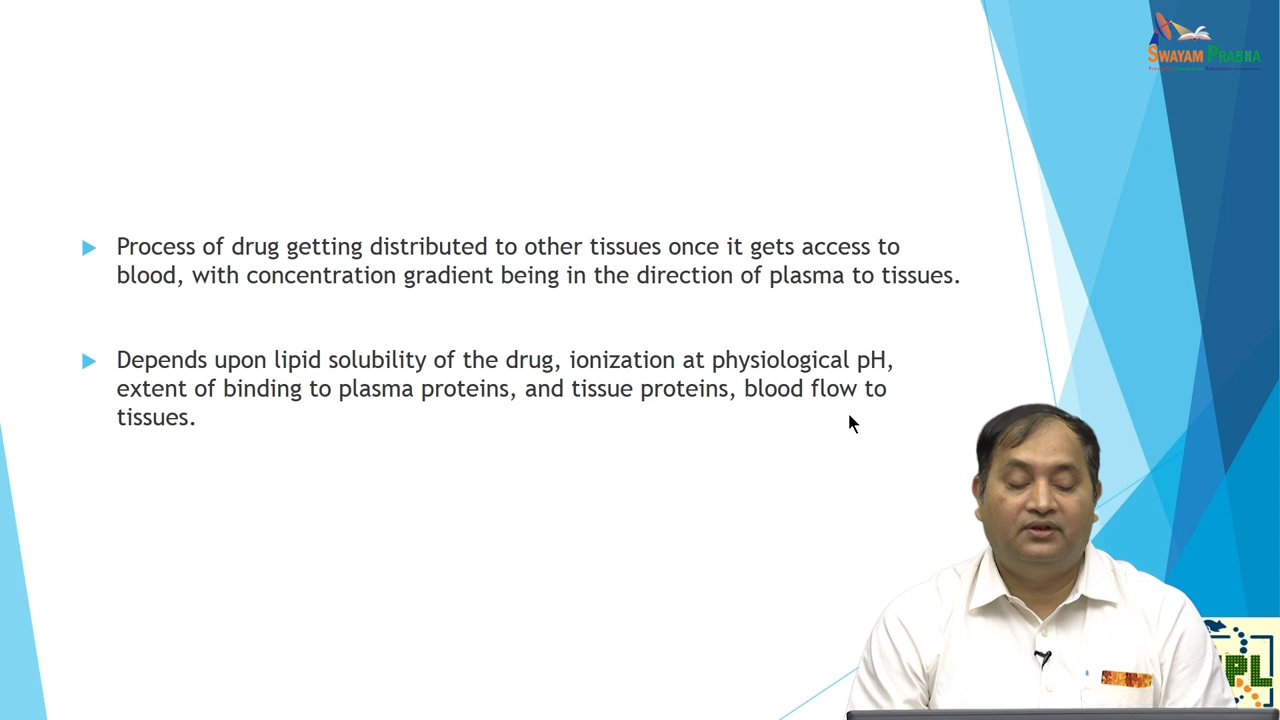 SWAYAM PRABHA
Process of drug getting distributed to other tissues once it gets access to
blood, with concentration gradient being in the direction of plasma to tissues.
Depends upon lipid solubility of the drug, ionization at physiological pH,
extent of binding to plasma proteins, and tissue proteins, blood flow to
tissues.